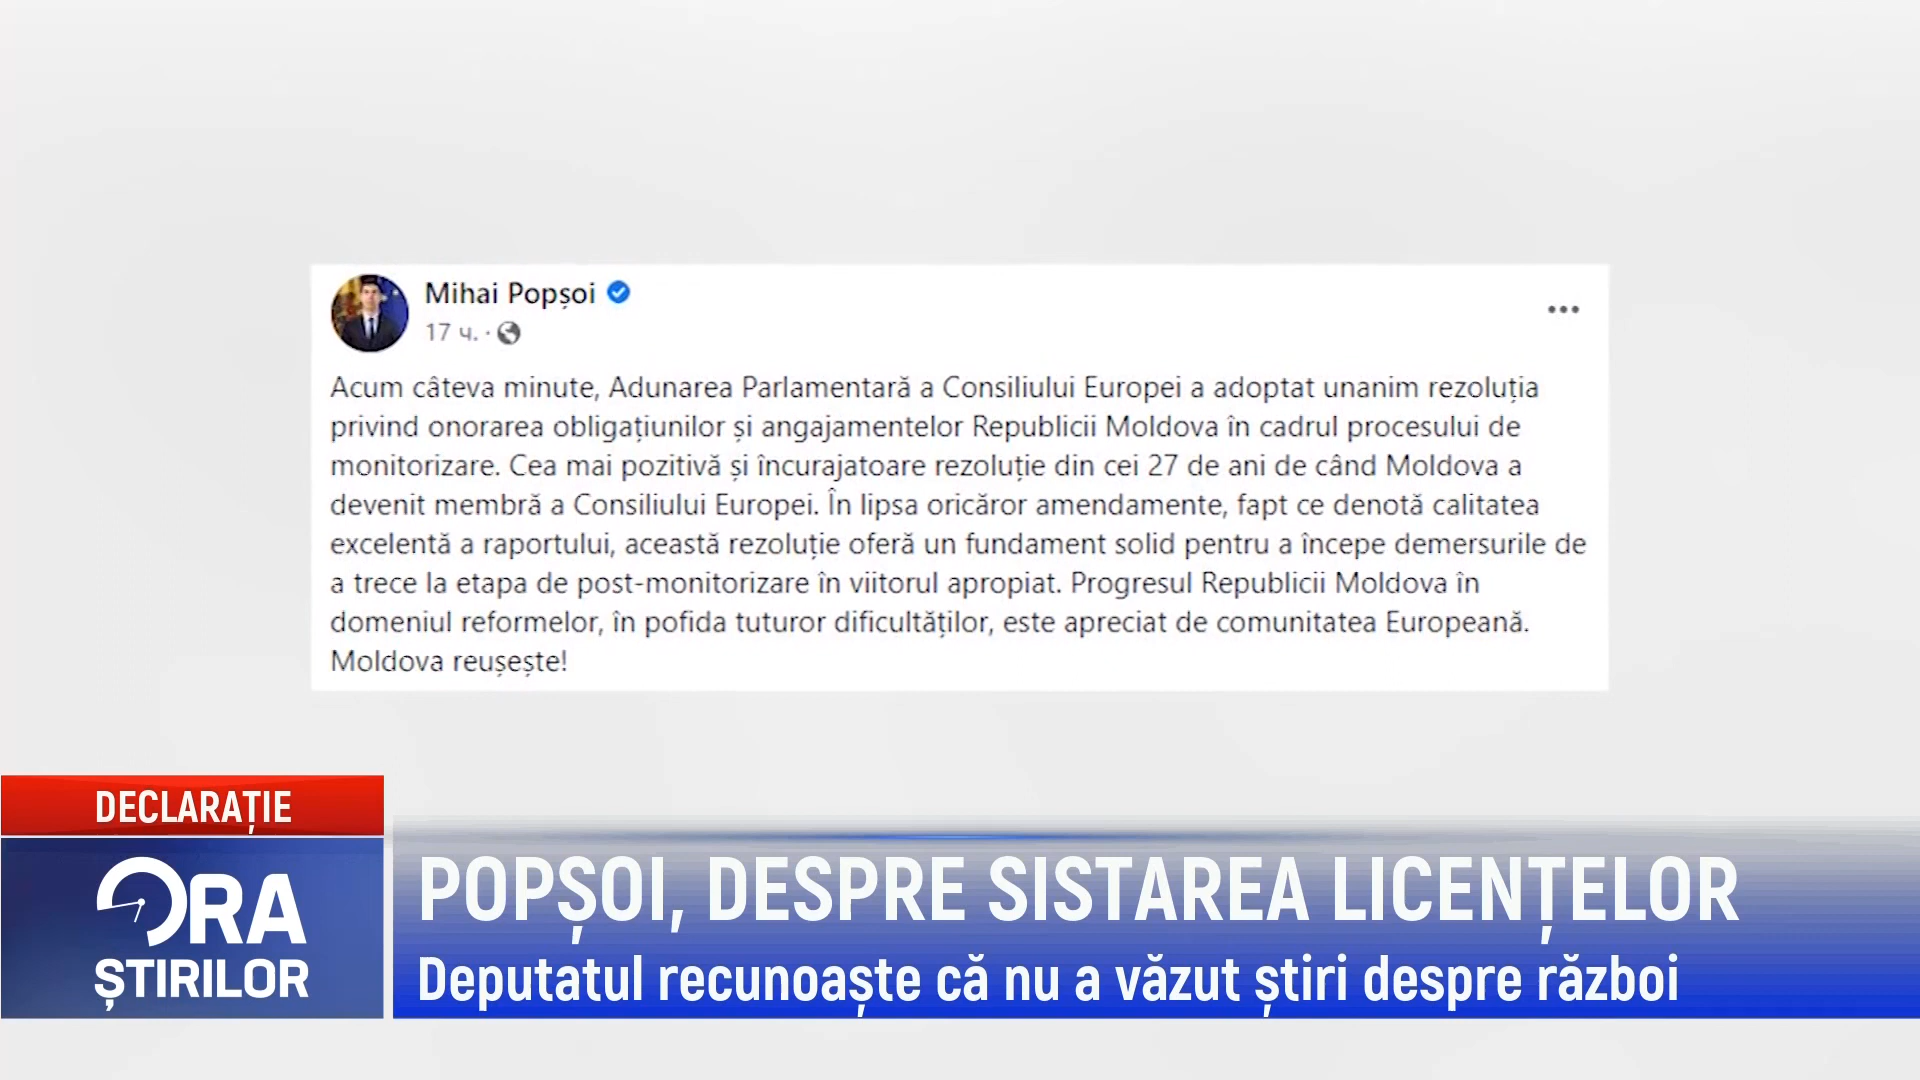 Mihai Popșoi
17 ч.
Acum câteva minute, Adunarea Parlamentară a Consiliului Europei a adoptat unanim rezoluția
privind onorarea obligațiunilor și angajamentelor Republicii Moldova în cadrul procesului de
monitorizare. Cea mai pozitivă și încurajatoare rezoluție din cei 27 de ani de când Moldova a
devenit membră a Consiliului Europei. În lipsa oricăror amendamente, fapt ce denotă calitatea
excelentă a raportului, această rezoluție oferă un fundament solid pentru a începe demersurile de
a trece la etapa de post-monitorizare în viitorul apropiat. Progresul Republicii Moldova în
domeniul reformelor, în pofida tuturor dificultăților, este apreciat de comunitatea Europeană.
Moldova reușește!
DECLARAȚIE
ORA
ȘTIRILOR
POPȘOI, DESPRE SISTAREA LICENȚELOR
Deputatul recunoaște că nu a văzut știri despre război